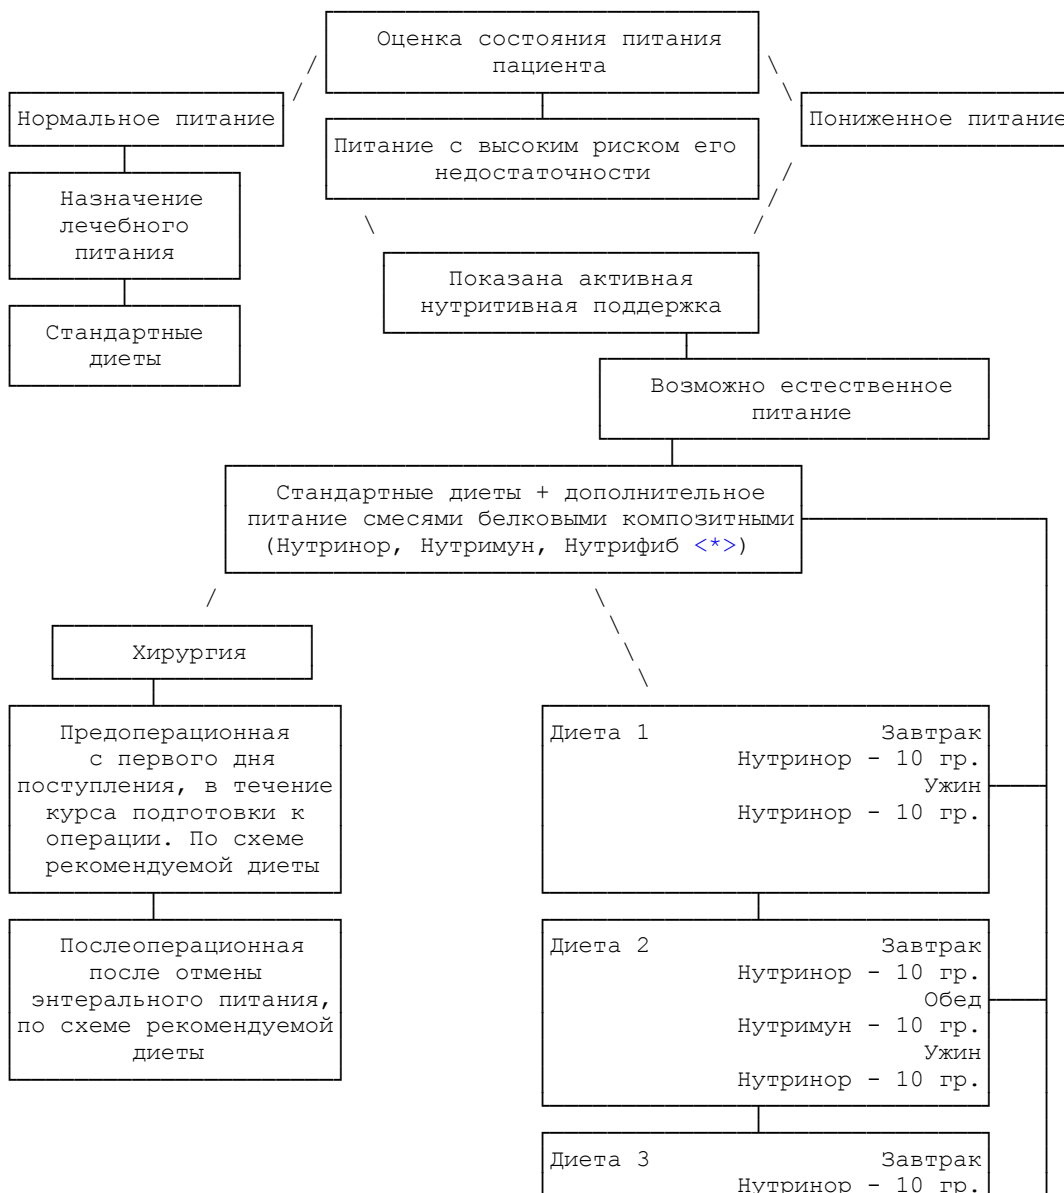 Оценка состояния питания
пациента
Нормальное питание
Питание с высоким риском его
недостаточности
Пониженное питание
Назначение
лечебного
питания
Показана активная
нутритивная поддержка
Стандартные
диеты
Возможно естественное
питание
Стандартные диеты + дополнительное
питание смесями белковыми композитными
(Нутринор, Нутримун, Нутрифиб <*>)
Хирургия
Предоперационная
с первого дня
поступления, в течение
курса подготовки к
операции. По схеме
рекомендуемой диеты
Послеоперационная
после отмены
энтерального питания,
по схеме рекомендуемой
диеты
Диета 1 Завтрак
Нутринор - 10 гр.
Ужин
Нутринор - 10 гр.
Диета 2 Завтрак
Нутринор - 10 гр.
Обед
Нутримун - 10 гр.
Ужин
Нутринор - 10 гр.
Диета 3 Завтрак
Нутринор - 10 гр.